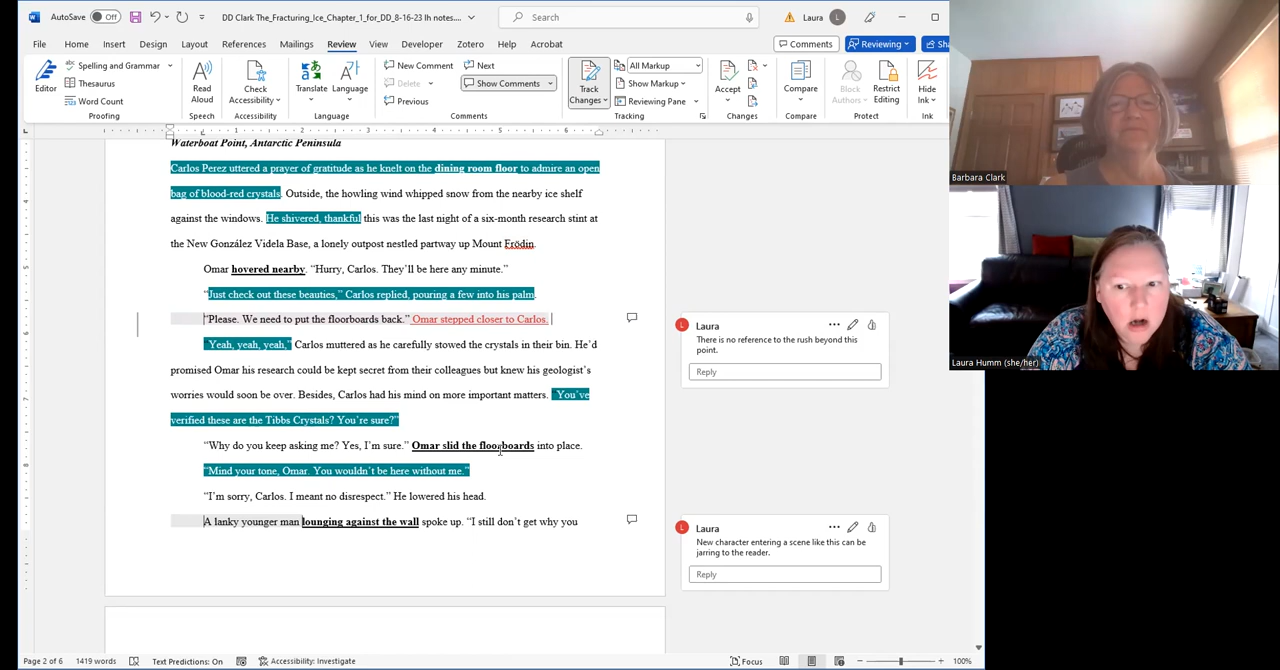 AutoSave Off DD Clark The_Fracturing_Ice_Chapter_1_for_DD_8-16-23 lh notes.... Search Laura L
File Home Insert Design Layout References Mailings Review View Developer Zotero Help Acrobat Comments Reviewing Sha
Editor Spelling and Grammar Thesaurus Word Count Read Aloud Check Accessibility Translate Language New Comment Delete Previous Next Show Comments Track Changes All Markup Show Markup Reviewing Pane Accept Compare Block Authors Restrict Editing Hide Ink
Proofing Speech Accessibility Language Comments Tracking Changes Compare Protect Ink
1 2 3 4 5 6
Waterboat Point, Antarctic Peninsula
Carlos Perez uttered a prayer of gratitude as he knelt on the dining room floor to admire an open
bag of blood-red crystals. Outside, the howling wind whipped snow from the nearby ice shelf
against the windows. He shivered, thankful this was the last night of a six-month research stint at
the New González Videla Base, a lonely outpost nestled partway up Mount Frödin.
Omar hovered nearby. “Hurry, Carlos. They’ll be here any minute.”
“Just check out these beauties,” Carlos replied, pouring a few into his palm.
“Please. We need to put the floorboards back.” Omar stepped closer to Carlos.
“Yeah, yeah, yeah,” Carlos muttered as he carefully stowed the crystals in their bin. He’d
promised Omar his research could be kept secret from their colleagues but knew his geologist’s
worries would soon be over. Besides, Carlos had his mind on more important matters. “You’ve
verified these are the Tibbs Crystals? You’re sure?”
“Why do you keep asking me? Yes, I’m sure.” Omar slid the floorboards into place.
“Mind your tone, Omar. You wouldn’t be here without me.”
“I’m sorry, Carlos. I meant no disrespect.” He lowered his head.
A lanky younger man lounging against the wall spoke up. “I still don’t get why you
L Laura
There is no reference to the rush beyond this
point.
Reply
L Laura
New character entering a scene like this can be
jarring to the reader.
Reply
Barbara Clark
Laura Humm (she/her)
Page 2 of 6 1419 words Text Predictions: On Accessibility: Investigate Focus 100%